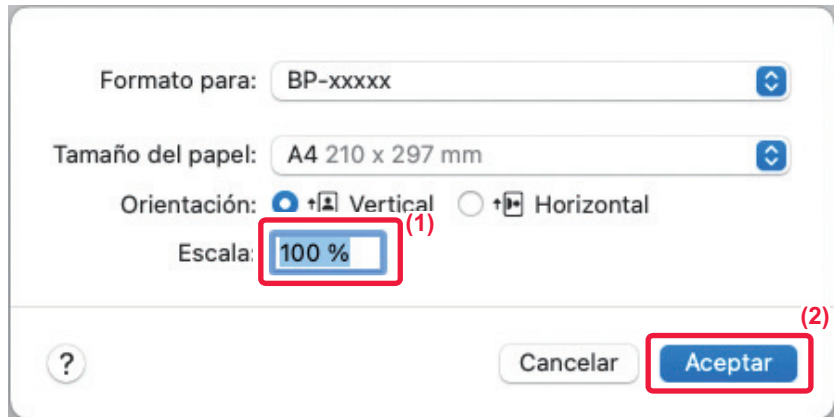 Formato para: BP-xxxxx
Tamaño del papel: A4 210 x 297 mm
Orientación: Vertical Horizontal
(1)
Escala: 100 %
(2)
? Cancelar Aceptar